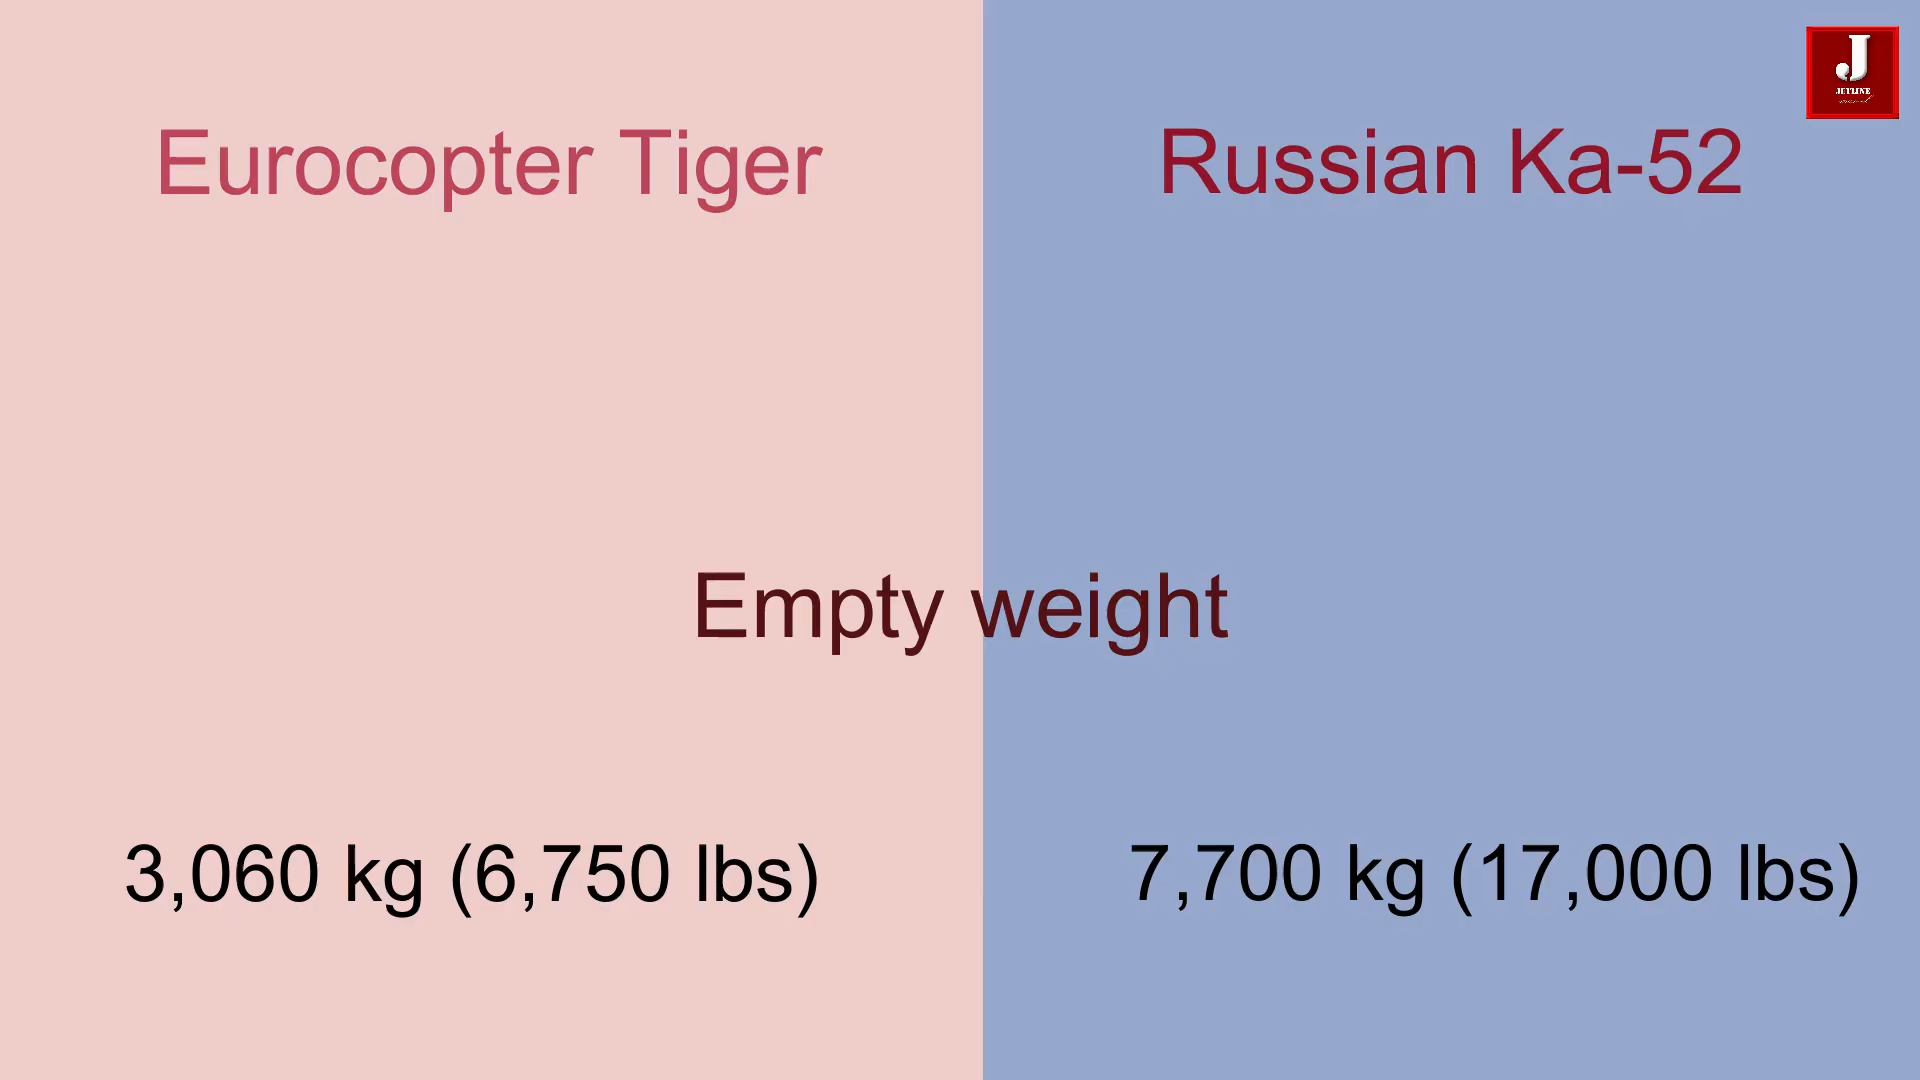 J
JETLINE
Eurocopter Tiger
Russian Ka-52
Empty weight
3,060 kg (6,750 lbs)
7,700 kg (17,000 lbs)